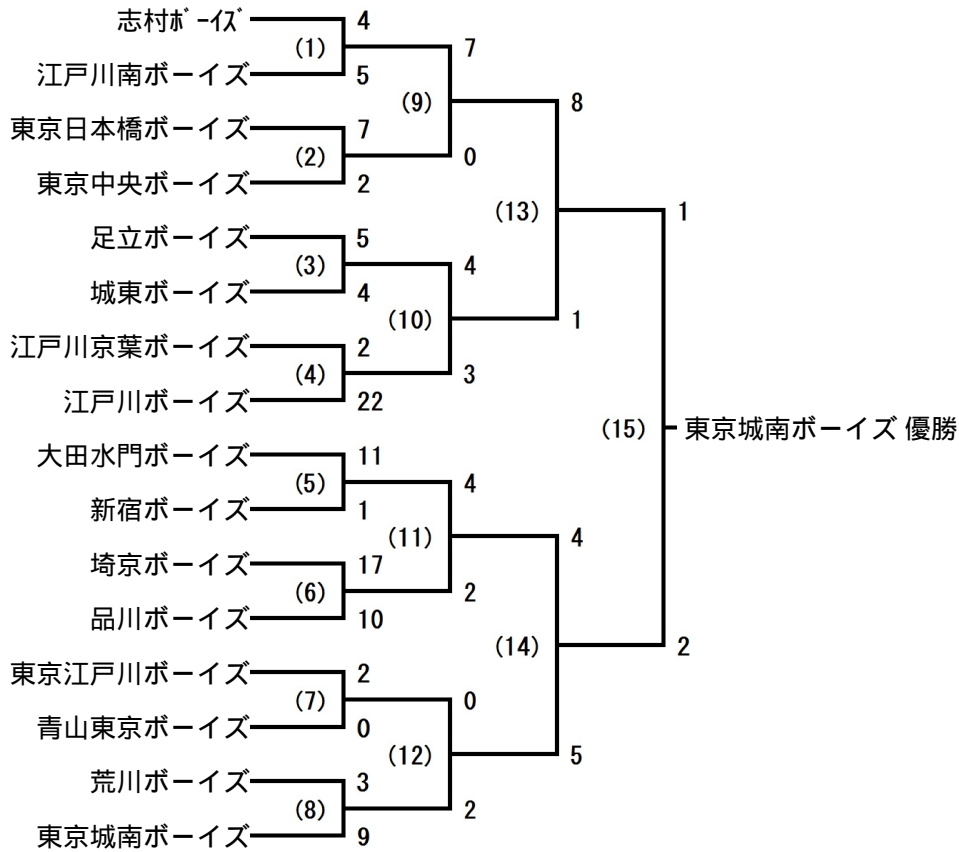 志村ﾎﾞｰｲｽﾞ 4
(1) 7
江戸川南ボーイズ 5
(9) 8
東京日本橋ボーイズ 7
(2) 0
東京中央ボーイズ 2
(13) 1
足立ボーイズ 5
(3) 4
城東ボーイズ 4
(10) 1
江戸川京葉ボーイズ 2
(4) 3
江戸川ボーイズ 22
(15) 東京城南ボーイズ 優勝
大田水門ボーイズ 11
(5) 4
新宿ボーイズ 1
(11) 4
埼京ボーイズ 17
(6) 2
品川ボーイズ 10
(14) 2
東京江戸川ボーイズ 2
(7) 0
青山東京ボーイズ 0
(12) 5
荒川ボーイズ 3
(8) 2
東京城南ボーイズ 9